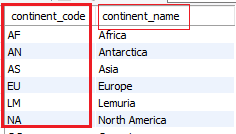 continent_code continent_name
AF Africa
AN Antarctica
AS Asia
EU Europe
LM Lemuria
NA North America